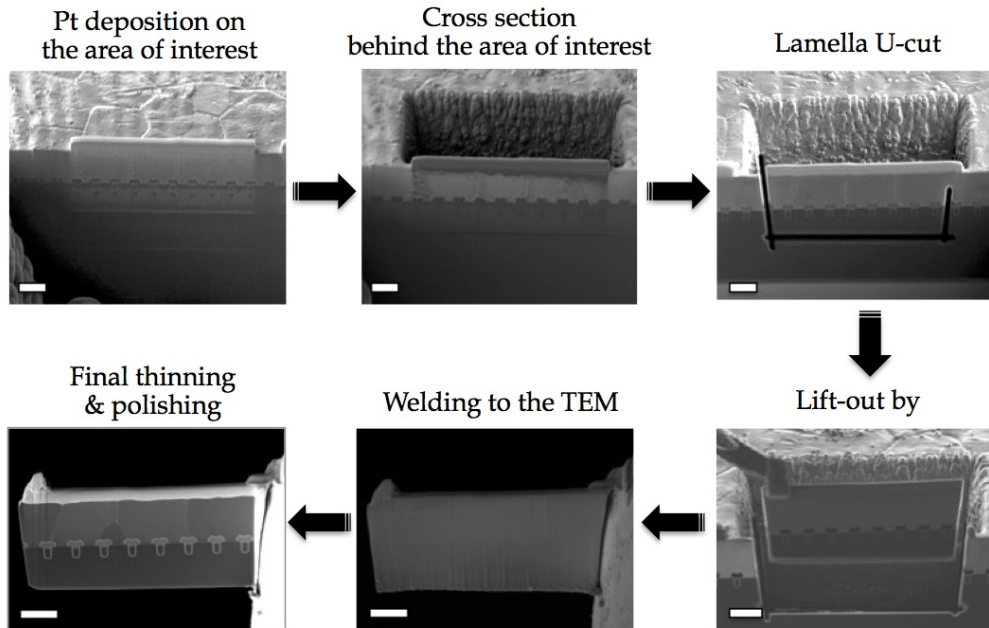 Pt deposition on
the area of interest
Cross section
behind the area of interest
Lamella U-cut
Lift-out by
Welding to the TEM
Final thinning
& polishing